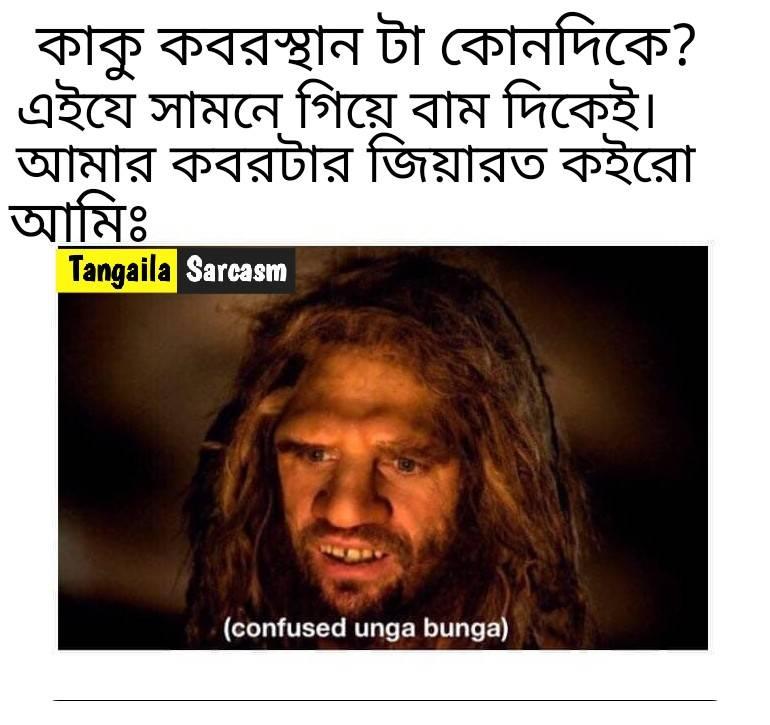 কাকু কবরস্থান টা কোনদিকে?
এইযে সামনে গিয়ে বাম দিকেই।
আমার কবরটার জিয়ারত কইরো
আমিঃ
Tangaila Sarcasm
(confused unga bunga)